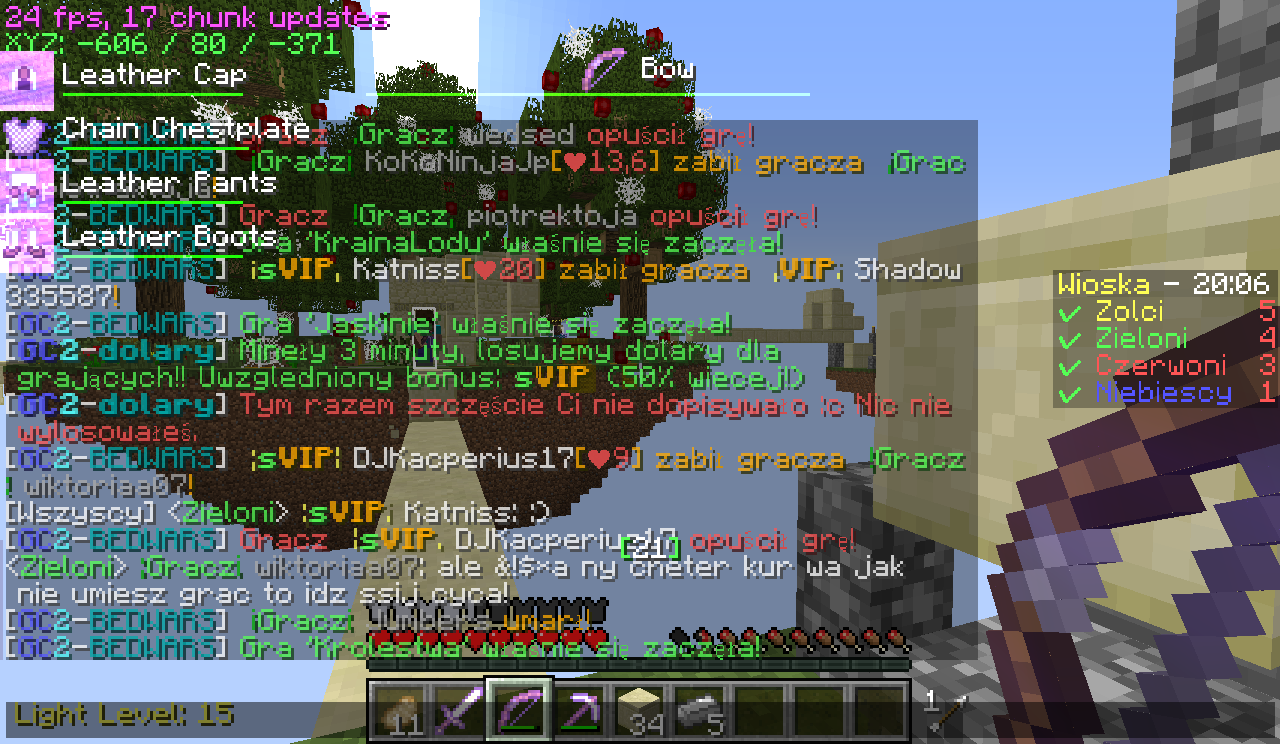 24 fps, 17 chunk updates
XYZ: -606 / 80 / -371
Leather Cap
Bow
Chain Chestplate
Gracz ¦Gracz¦ wedsed opuścił grę!
[GC2-BEDWARS] ¦Gracz¦ KoK@NinjaJp[♥13,6] zabił gracza ¦Grac
Leather Pants
[GC2-BEDWARS] Gracz ¦Gracz¦ piotrektoja opuścił grę!
Leather Boots
'KrainaLodu' właśnie się zaczęła!
[GC2-BEDWARS] ¦sVIP¦ Katniss[♥20] zabił gracza ¦VIP¦ Shadow
335587!
[GC2-BEDWARS] Gra 'Jaskinie' właśnie się zaczęła!
[GC2-dolary] Minęły 3 minuty, losujemy dolary dla
grających!! Uwzgledniony bonus: sVIP (50% wiecej!)
[GC2-dolary] Tym razem szczęście Ci nie dopisywało :c Nic nie
wylosowałeś.
[GC2-BEDWARS] ¦sVIP¦ DJKacperius17[♥9] zabił gracza ¦Gracz
¦ wiktoriaa07!
[Wszyscy] <Zieloni> ¦sVIP¦ Katniss: :)
[GC2-BEDWARS] Gracz ¦sVIP¦ DJKacperius17 opuścił grę!
[21]
<Zieloni> ¦Gracz¦ wiktoriaa07: ale &!$*a ny cheter kur wa jak
nie umiesz grac to idz ssij cyca!
[GC2-BEDWARS] ¦Gracz¦ Jumbers umarł!
[GC2-BEDWARS] Gra 'Krolestwa' właśnie się zaczęła!
Wioska - 20:06
✔ Zolci 5
✔ Zieloni 4
✔ Czerwoni 3
✔ Niebiescy 1
11
34
5
1
Light Level: 15